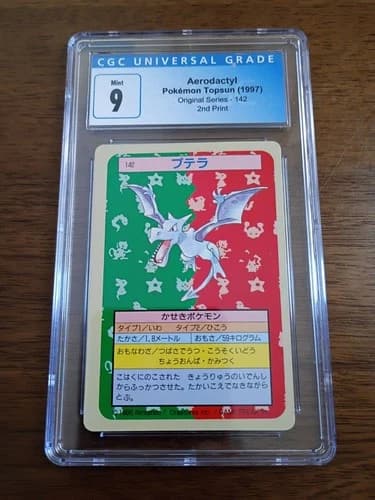 CGC UNIVERSAL GRADE
Mint
9
Aerodactyl
Pokémon Topsun (1997)
Original Series - 142
2nd Print
142
プテラ
かせきポケモン
タイプ1/いわ タイプ2/ひこう
たかさ/1.8メートル おもさ/59キログラム
おもなわざ/つばさでうつ・こうそくいどう
ちょうおんぱ・かみつく
こはくにのこされた きょうりゅうのいでんし
からふっかつさせた。たかいこえでなきながら
とぶ。